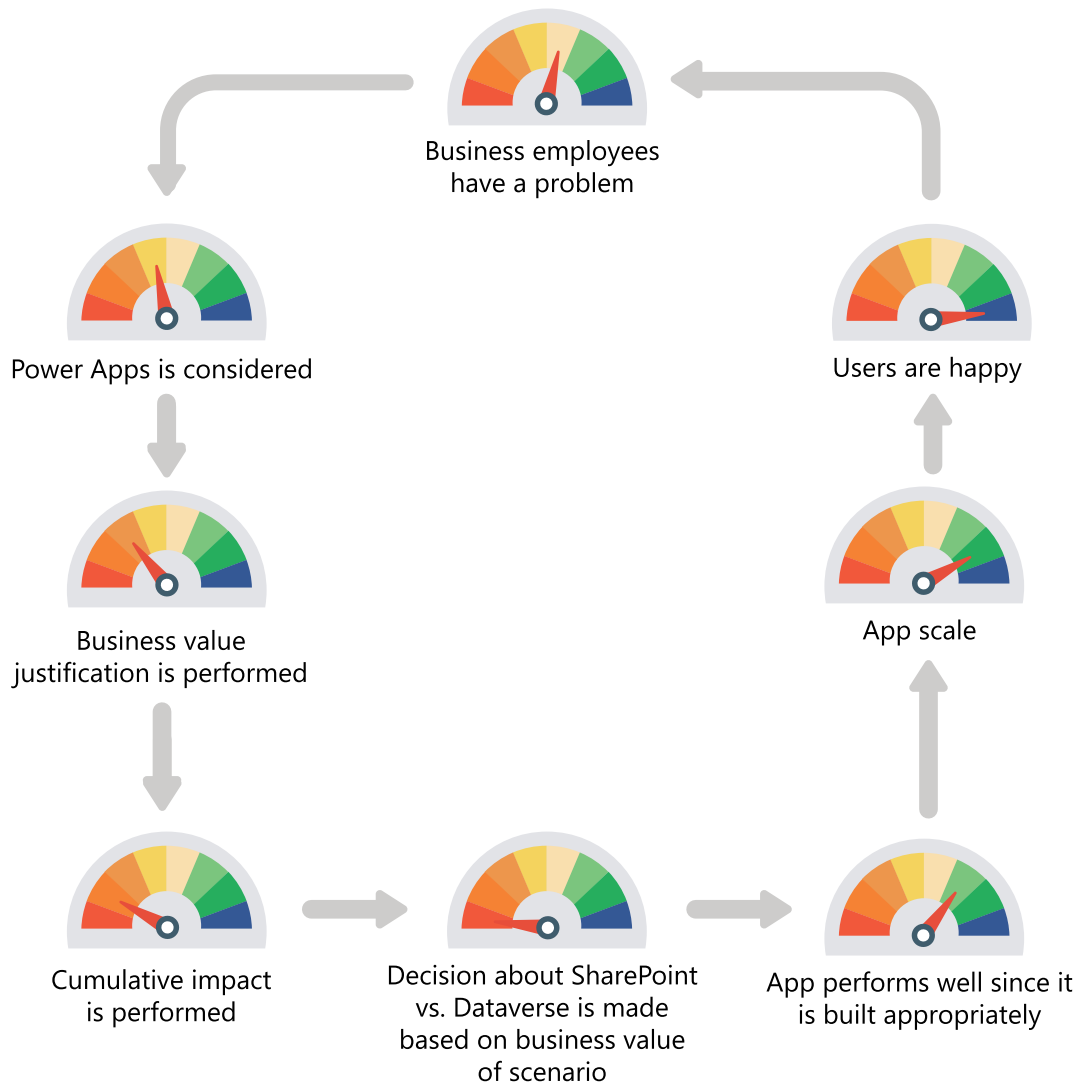 Business employees
have a problem
Power Apps is considered
Business value
justification is performed
Cumulative impact
is performed
Decision about SharePoint
vs. Dataverse is made
based on business value
of scenario
App performs well since it
is built appropriately
App scale
Users are happy